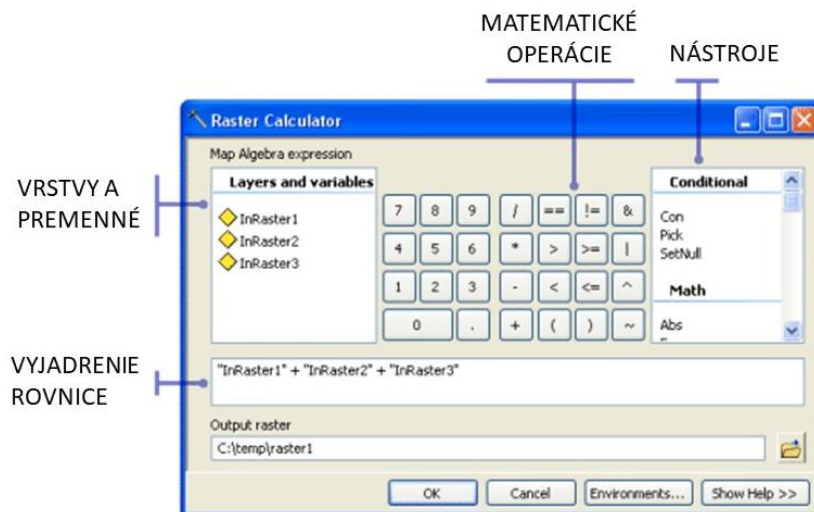 MATEMATICKÉ
OPERÁCIE
NÁSTROJE
Raster Calculator
Map Algebra expression
VRSTVY A
PREMENNÉ
Layers and variables
InRaster1
InRaster2
InRaster3
7 8 9 / == != &
4 5 6 * > >= |
1 2 3 - < <= ^
0 . + ( ) ~
Conditional
Con
Pick
SetNull
Math
Abs
VYJADRENIE
ROVNICE
"InRaster1" + "InRaster2" + "InRaster3"
Output raster
C:\temp\raster1
OK Cancel Environments... Show Help >>